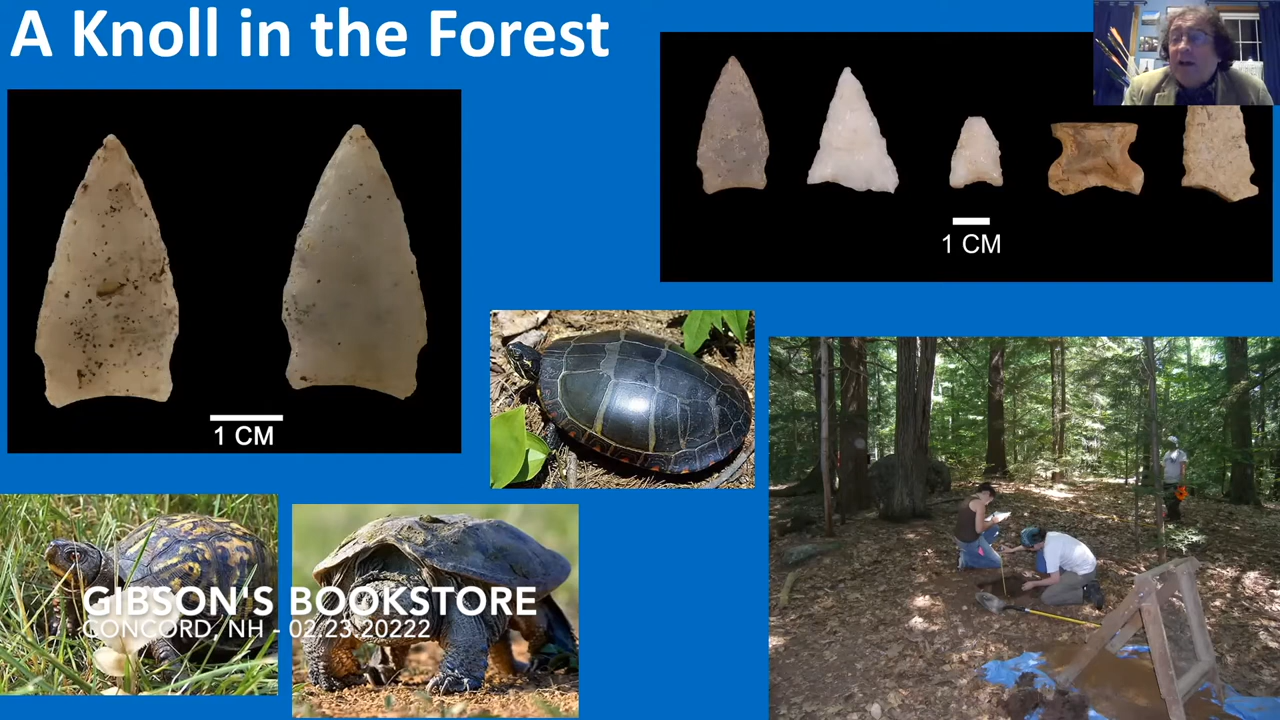 A Knoll in the Forest
1 CM
1 CM
GIBSON'S BOOKSTORE
CONCORD, NH - 02.23.20222